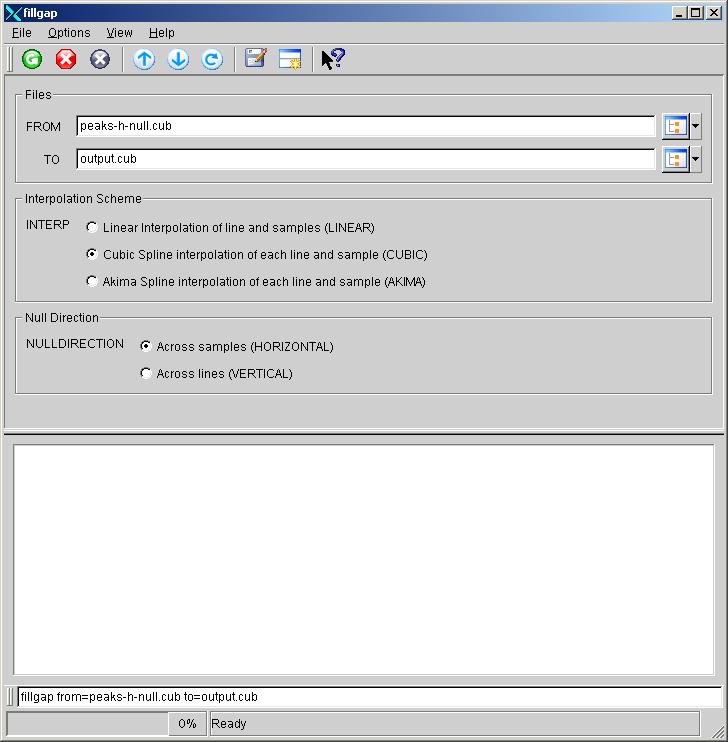 fillgap
File Options View Help
Files
FROM peaks-h-null.cub
TO output.cub
Interpolation Scheme
INTERP Linear Interpolation of line and samples (LINEAR)
Cubic Spline interpolation of each line and sample (CUBIC)
Akima Spline interpolation of each line and sample (AKIMA)
Null Direction
NULLDIRECTION Across samples (HORIZONTAL)
Across lines (VERTICAL)
fillgap from=peaks-h-null.cub to=output.cub
0% Ready